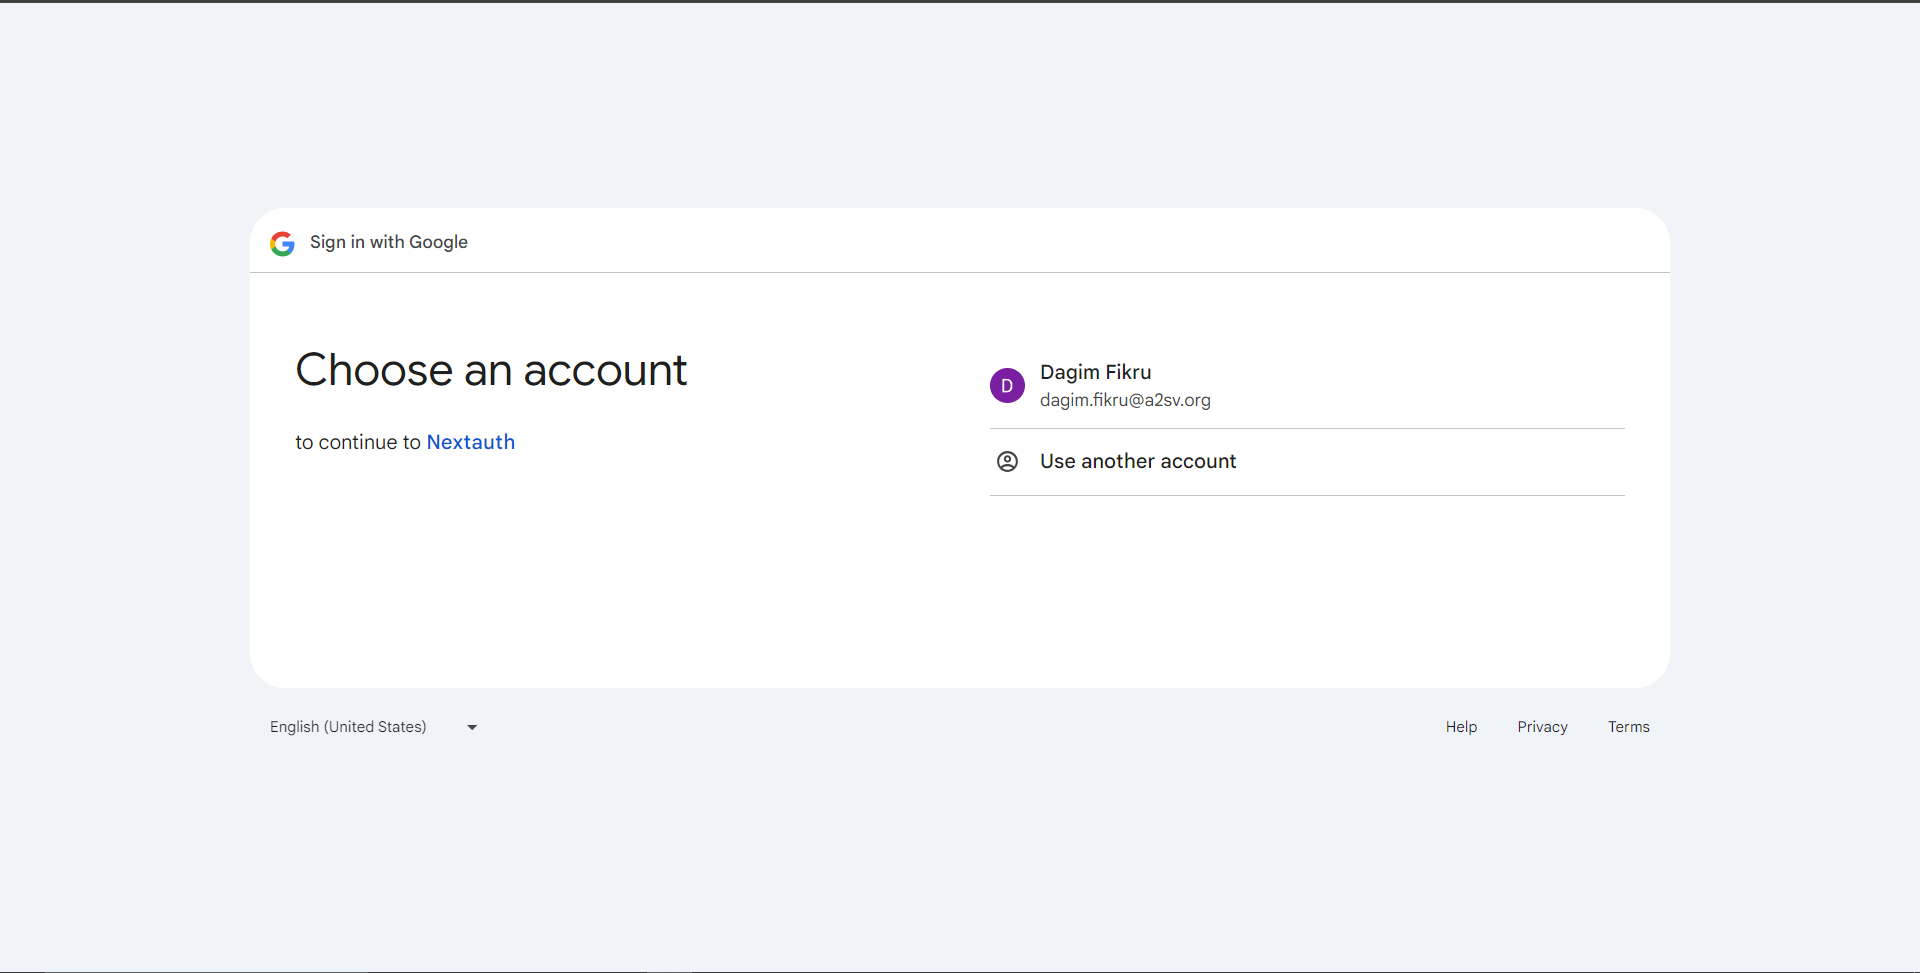 Sign in with Google
Choose an account
to continue to Nextauth
D
Dagim Fikru
dagim.fikru@a2sv.org
Use another account
English (United States)
Help
Privacy
Terms